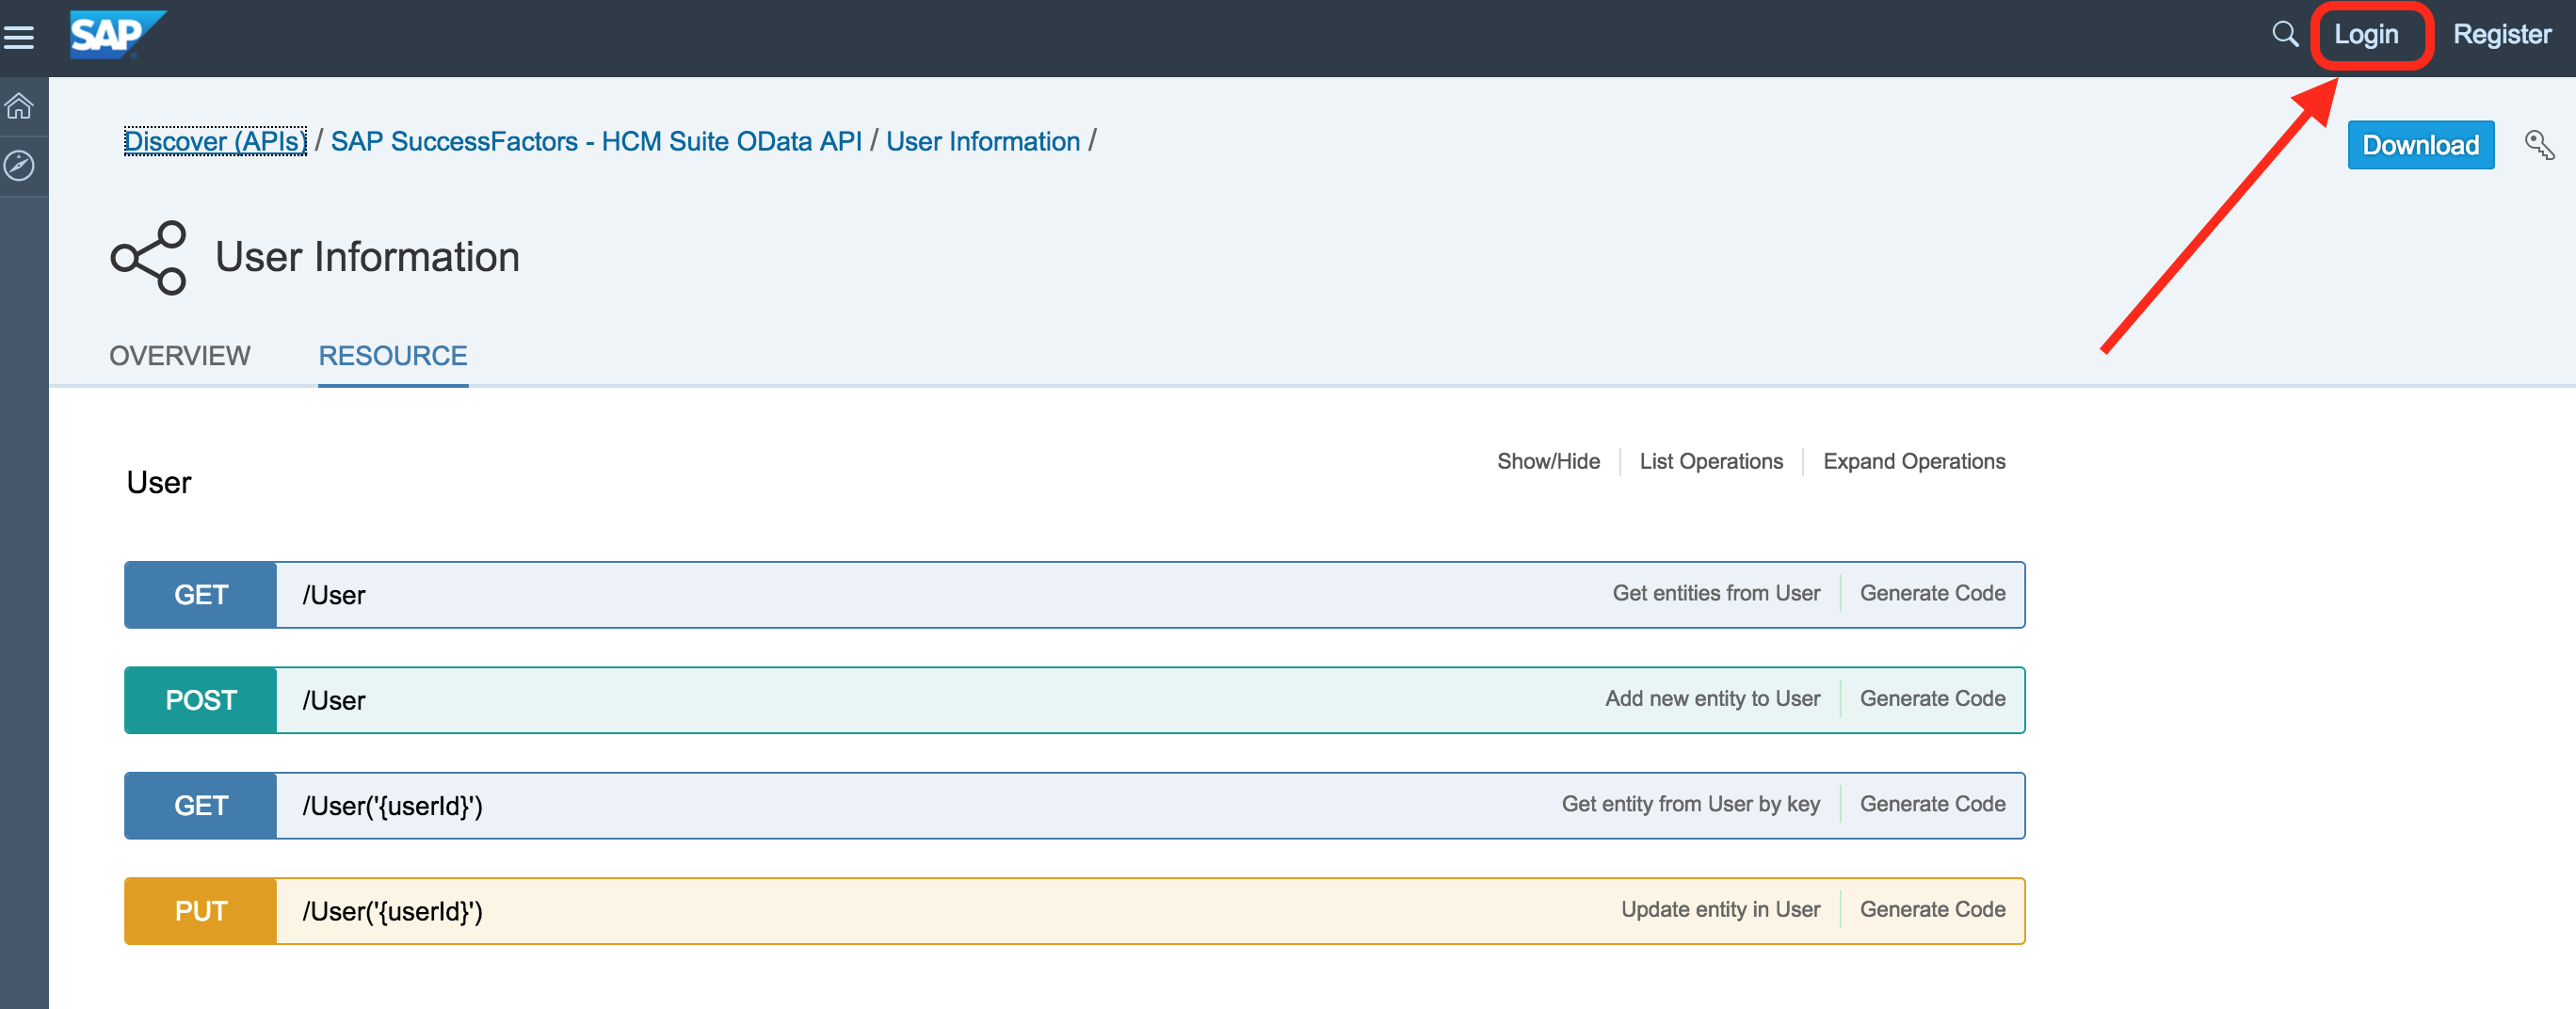 SAP Login Register
Discover (APIs) / SAP SuccessFactors - HCM Suite OData API / User Information /
Download
User Information
OVERVIEW RESOURCE
Show/Hide List Operations Expand Operations
User
GET /User Get entities from User Generate Code
POST /User Add new entity to User Generate Code
GET /User('{userId}') Get entity from User by key Generate Code
PUT /User('{userId}') Update entity in User Generate Code